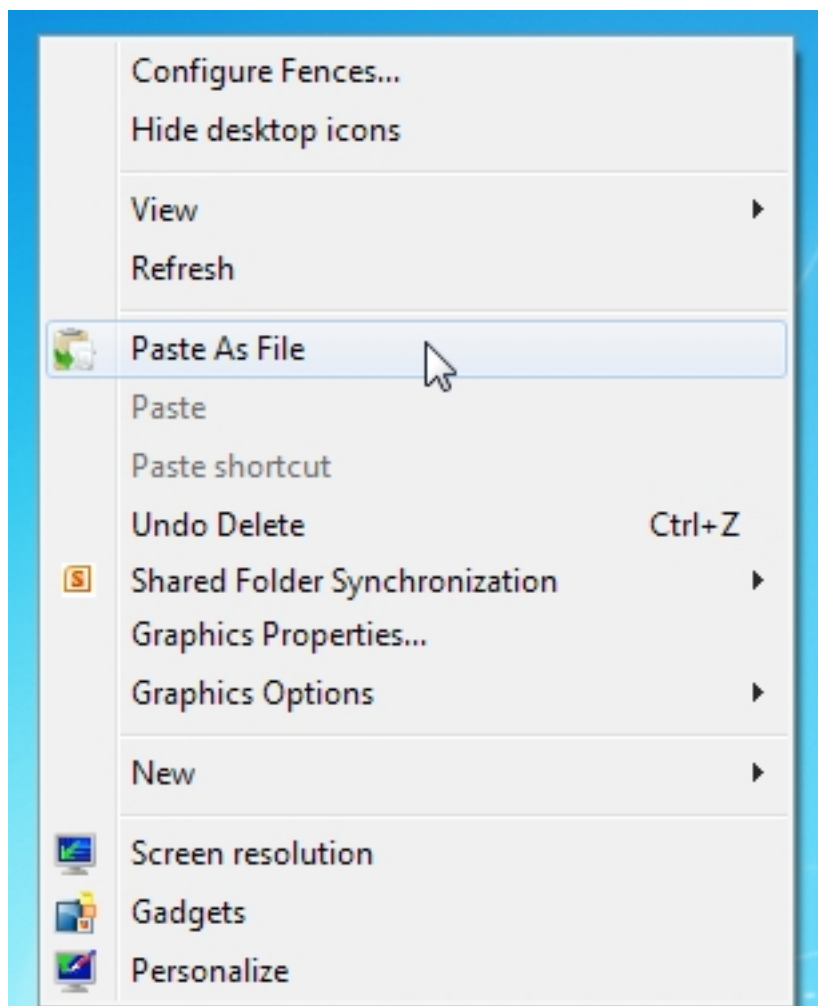 Configure Fences...
Hide desktop icons
View
Refresh
Paste As File
Paste
Paste shortcut
Undo Delete Ctrl+Z
Shared Folder Synchronization
Graphics Properties...
Graphics Options
New
Screen resolution
Gadgets
Personalize